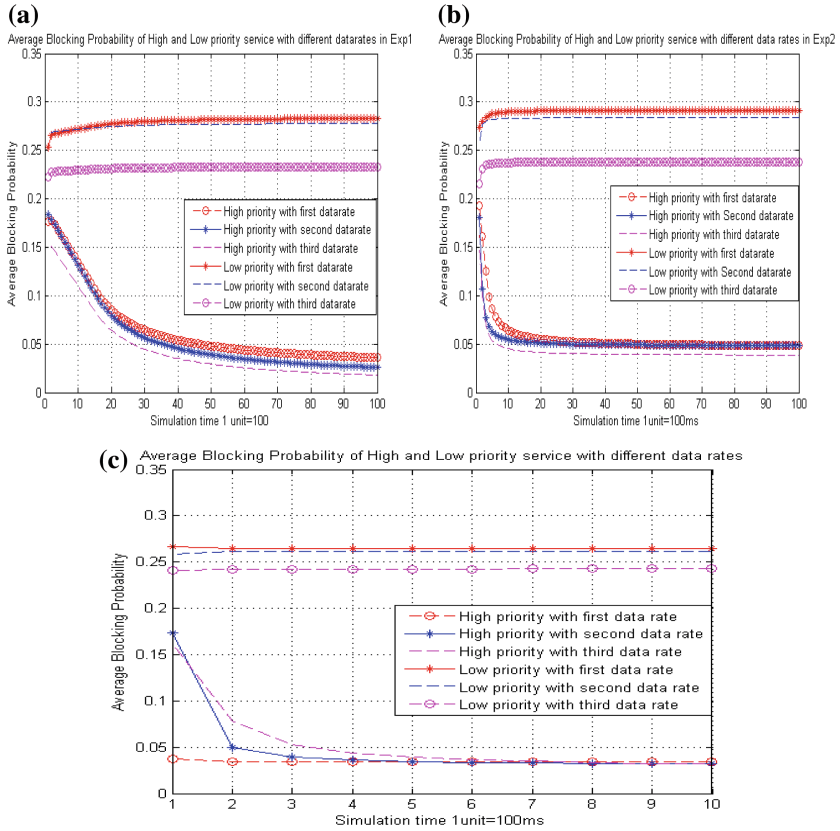 (a)
Average Blocking Probability of High and Low priority service with different datarates in Exp1
0.35
0.3
0.25
0.2
0.15
0.1
0.05
0
Average Blocking Probability
High priority with first datarate
High priority with second datarate
High priority with third datarate
Low priority with first datarate
Low priority with second datarate
Low priority with third datarate
0 10 20 30 40 50 60 70 80 90 100
Simulation time 1 unit=100
(b)
Average Blocking Probability of High and Low priority service with different data rates in Exp2
0.35
0.3
0.25
0.2
0.15
0.1
0.05
0
Average Blocking Probability
High priority with first datarate
High priority with Second datarate
High priority with third datarate
Low priority with first datarate
Low priority with Second datarate
Low priority with third datarate
0 10 20 30 40 50 60 70 80 90 100
Simulation time 1unit=100ms
(c)
Average Blocking Probability of High and Low priority service with different data rates
0.35
0.3
0.25
0.2
0.15
0.1
0.05
0
Average Blocking Probability
High priority with first data rate
High priority with second data rate
High priority with third data rate
Low priority with first data rate
Low priority with second data rate
Low priority with third data rate
1 2 3 4 5 6 7 8 9 10
Simulation time 1unit=100ms